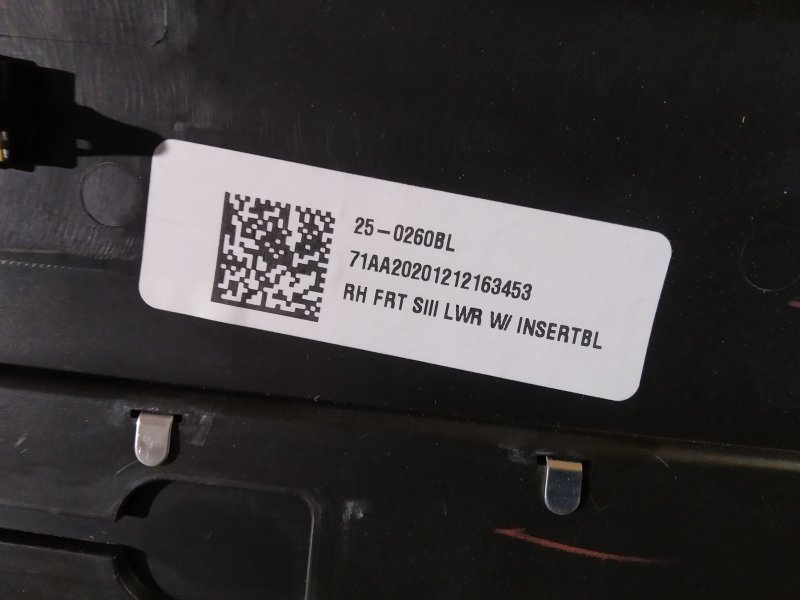 25-0260BL
71AA20201212163453
RH FRT SIII LWR W/ INSERTBL